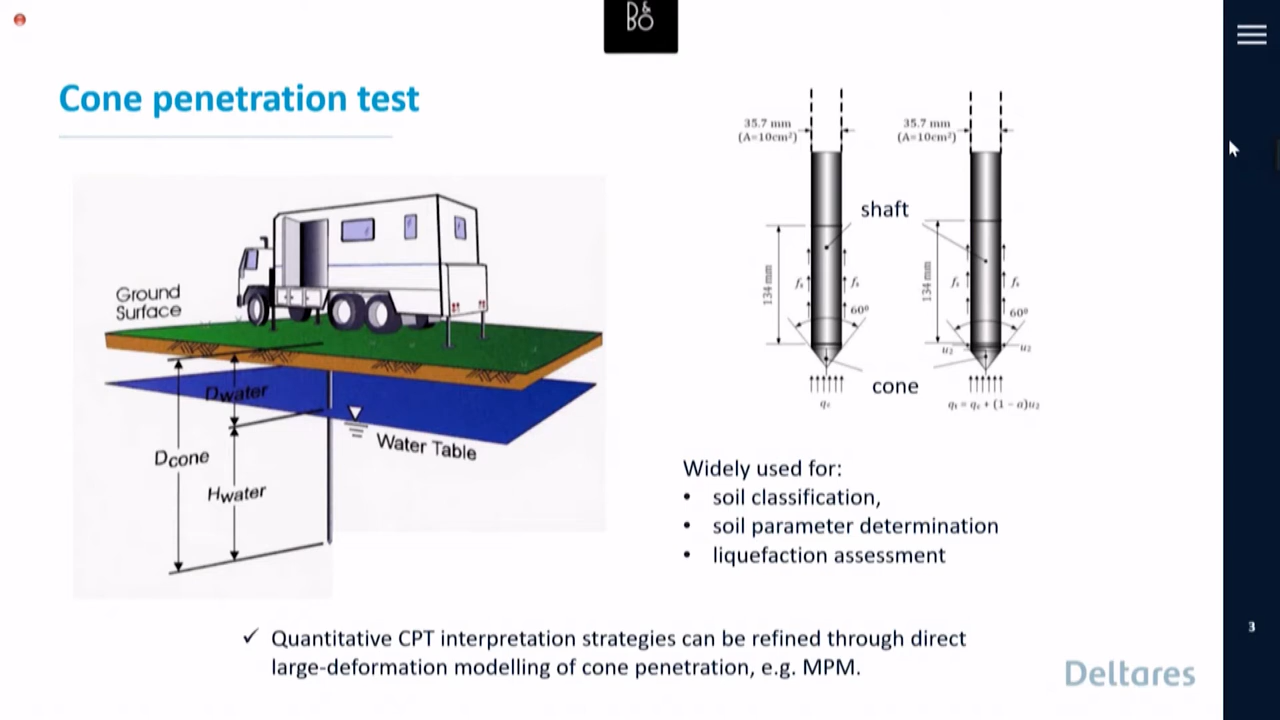 B&O
Cone penetration test
35.7 mm
(A=10cm²)
35.7 mm
(A=10cm²)
shaft
134 mm
134 mm
fₛ
fₛ
fₛ
fₛ
60°
60°
u₂
u₂
cone
q꜀
qₜ = q꜀ + (1 − a)u₂
Ground
Surface
Dwater
Water Table
Dcone
Hwater
Widely used for:
• soil classification,
• soil parameter determination
• liquefaction assessment
3
✓ Quantitative CPT interpretation strategies can be refined through direct
large-deformation modelling of cone penetration, e.g. MPM.
Deltares